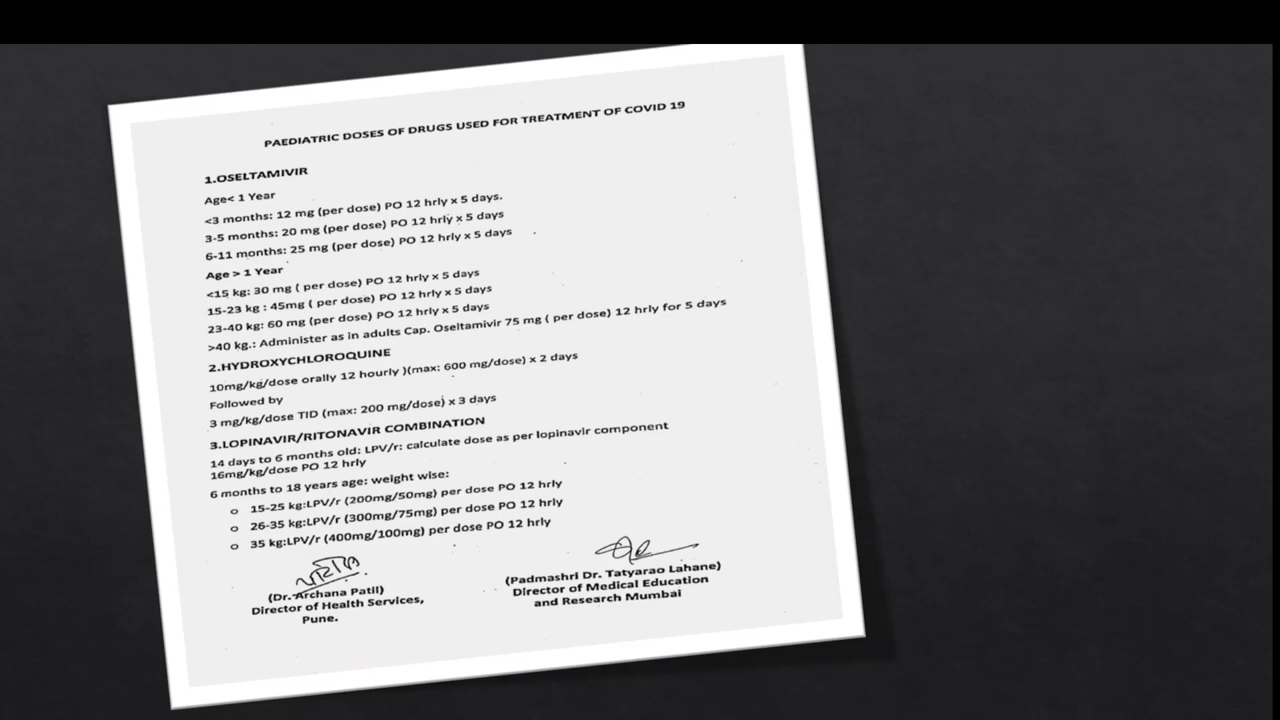 PAEDIATRIC DOSES OF DRUGS USED FOR TREATMENT OF COVID 19
1.OSELTAMIVIR
Age< 1 Year
<3 months: 12 mg (per dose) PO 12 hrly x 5 days.
3-5 months: 20 mg (per dose) PO 12 hrly x 5 days
6-11 months: 25 mg (per dose) PO 12 hrly x 5 days
Age > 1 Year
<15 kg: 30 mg ( per dose) PO 12 hrly x 5 days
15-23 kg : 45mg ( per dose) PO 12 hrly x 5 days
23-40 kg: 60 mg (per dose) PO 12 hrly x 5 days
>40 kg.: Administer as in adults Cap. Oseltamivir 75 mg ( per dose) 12 hrly for 5 days
2.HYDROXYCHLOROQUINE
10mg/kg/dose orally 12 hourly )(max: 600 mg/dose) x 2 days
Followed by
3 mg/kg/dose TID (max: 200 mg/dose) x 3 days
3.LOPINAVIR/RITONAVIR COMBINATION
14 days to 6 months old: LPV/r: calculate dose as per lopinavir component
16mg/kg/dose PO 12 hrly
6 months to 18 years age: weight wise:
o 15-25 kg:LPV/r (200mg/50mg) per dose PO 12 hrly
o 26-35 kg:LPV/r (300mg/75mg) per dose PO 12 hrly
o 35 kg:LPV/r (400mg/100mg) per dose PO 12 hrly
(Dr. Archana Patil)
Director of Health Services,
Pune.
(Padmashri Dr. Tatyarao Lahane)
Director of Medical Education
and Research Mumbai